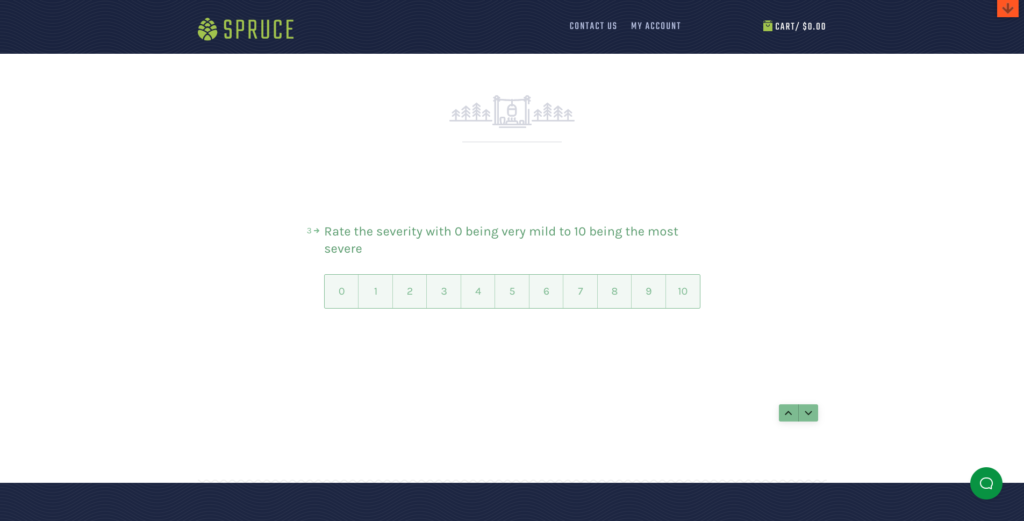 SPRUCE
CONTACT US MY ACCOUNT CART/ $0.00
3 → Rate the severity with 0 being very mild to 10 being the most
severe
0 1 2 3 4 5 6 7 8 9 10